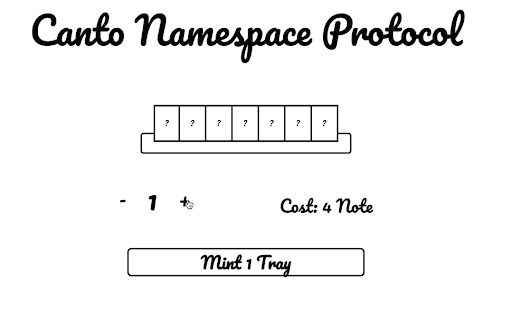 Canto Namespace Protocol
? ? ? ? ? ? ?
- 1 +
Cost: 4 Note
Mint 1 Tray